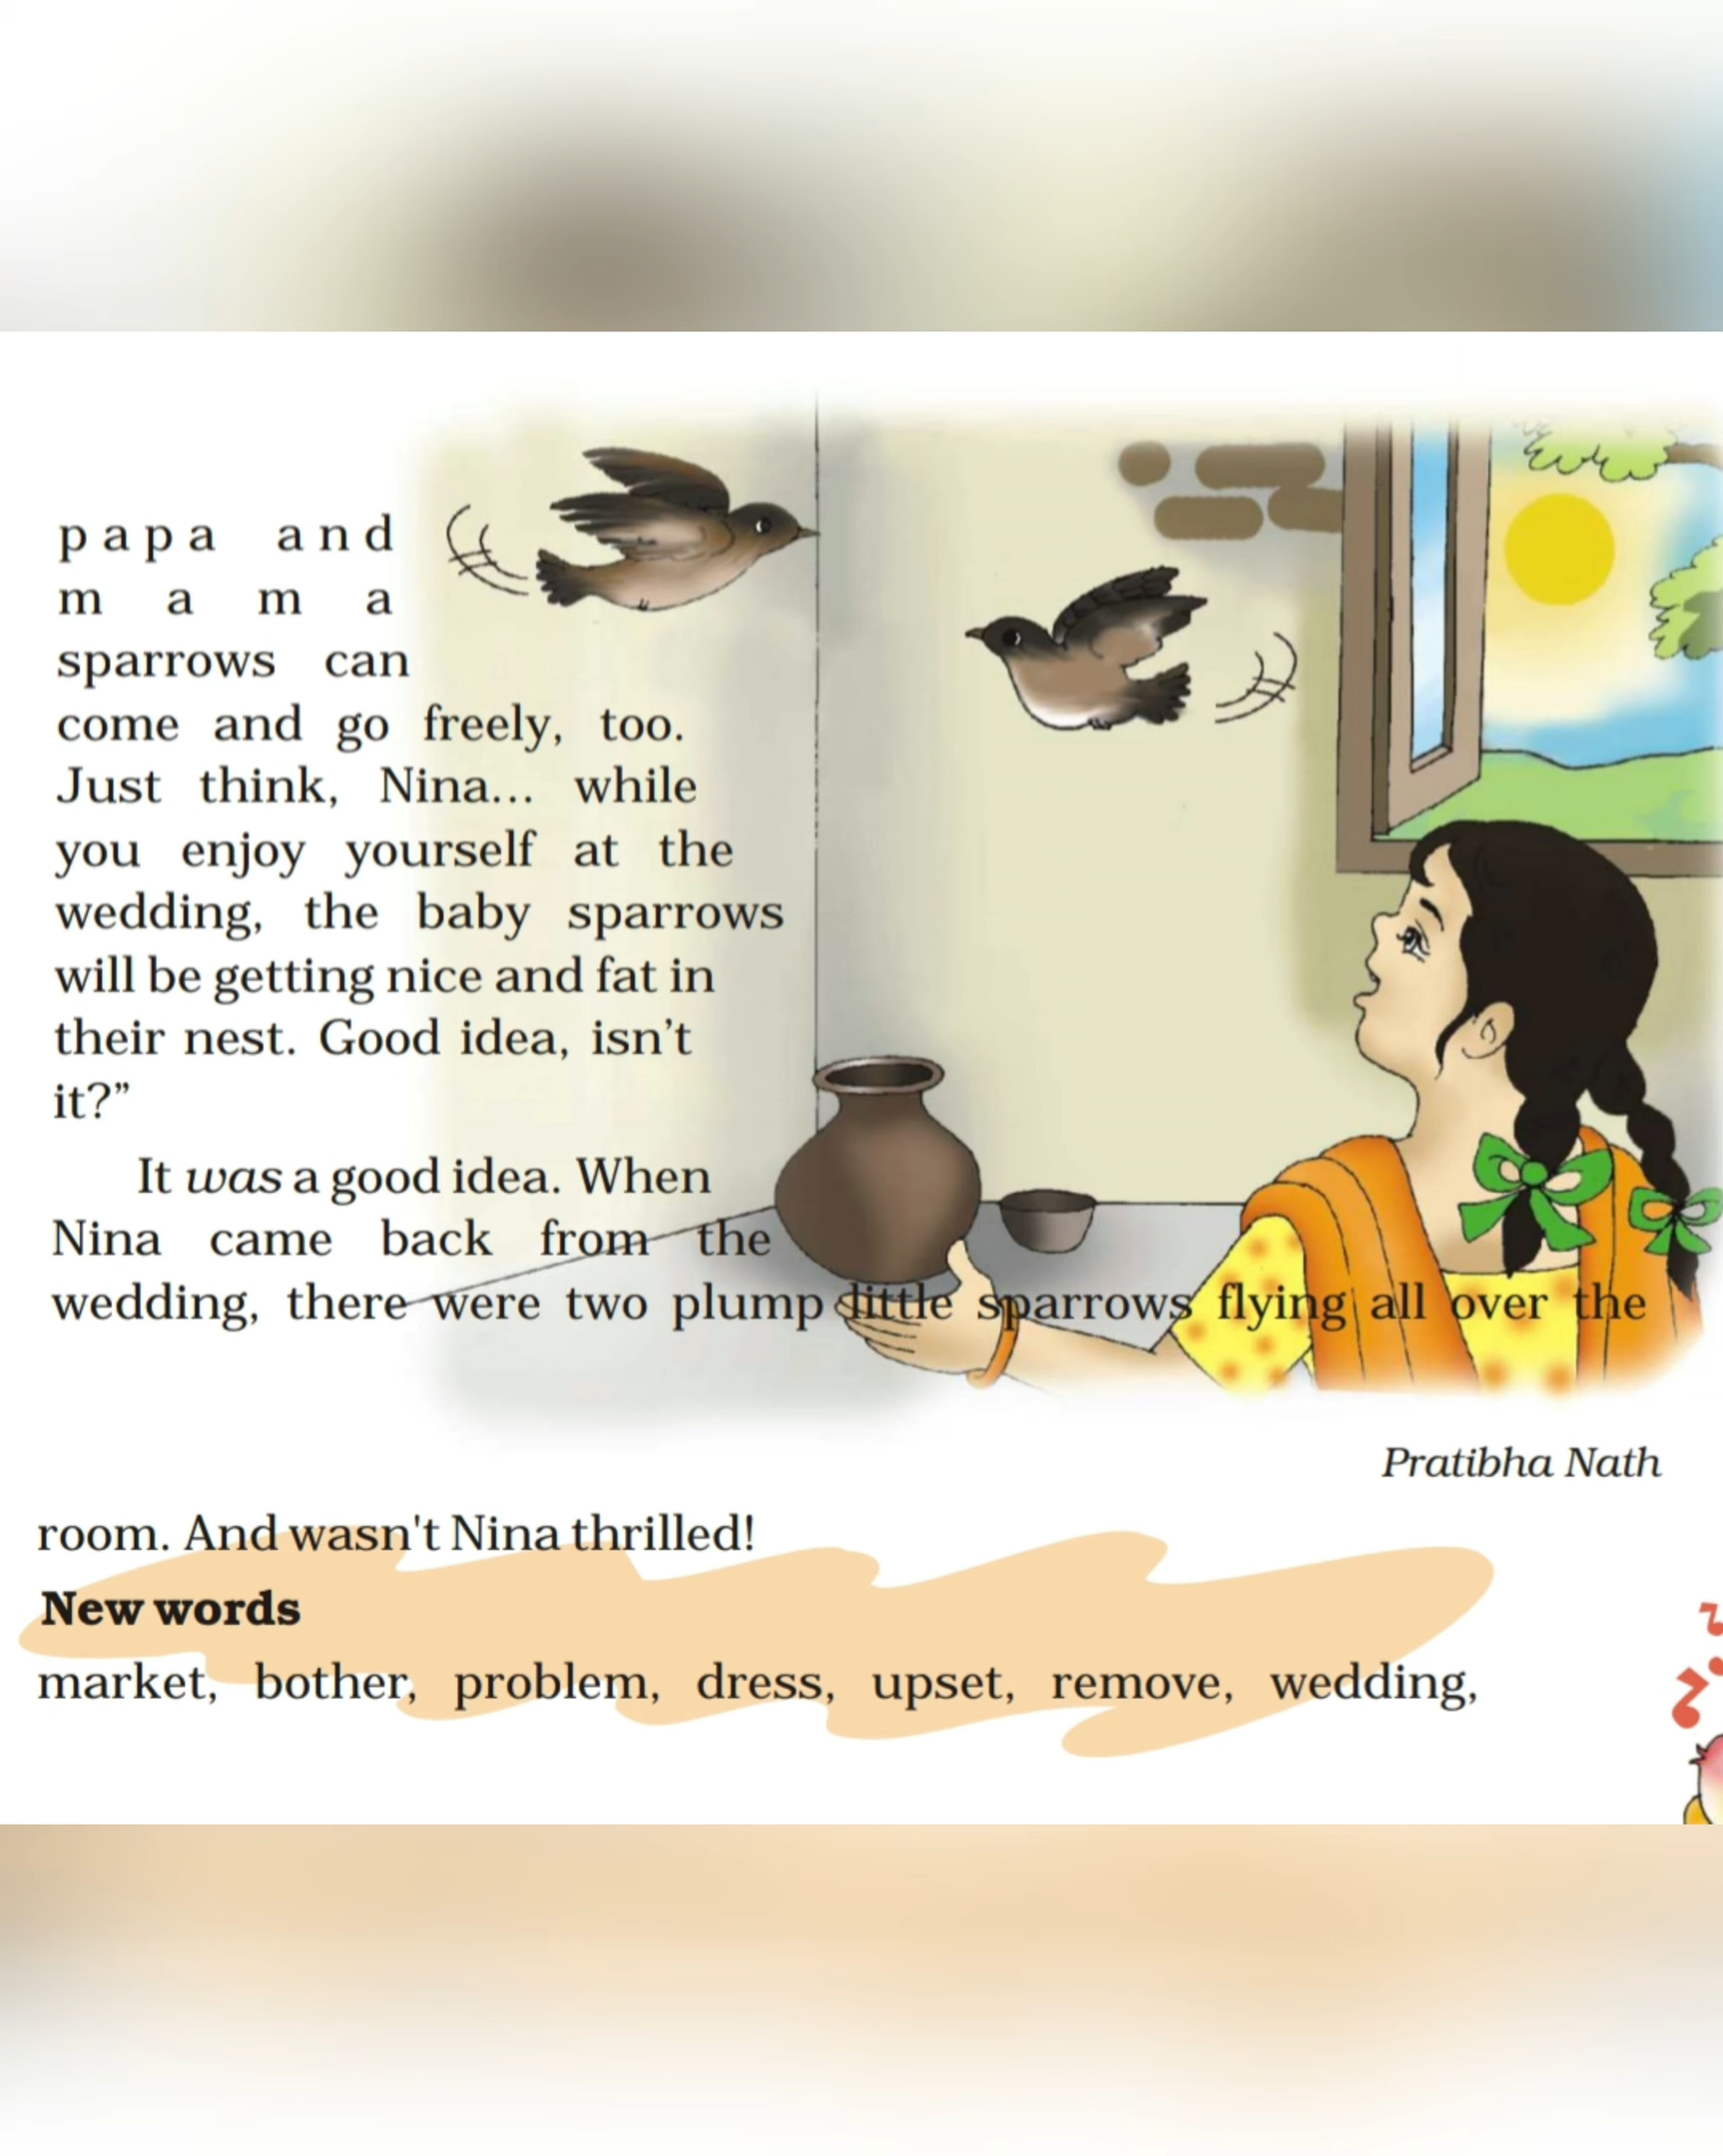 papa and
mama
sparrows can
come and go freely, too.
Just think, Nina... while
you enjoy yourself at the
wedding, the baby sparrows
will be getting nice and fat in
their nest. Good idea, isn't
it?”
It was a good idea. When
Nina came back from the
wedding, there were two plump little sparrows flying all over the
Pratibha Nath
room. And wasn't Nina thrilled!
New words
market, bother, problem, dress, upset, remove, wedding,